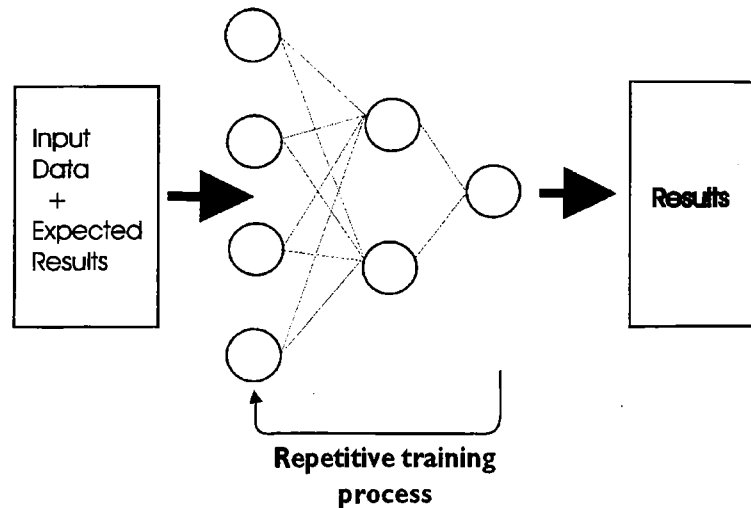 Input
Data
+
Expected
Results
Results
Repetitive training
process